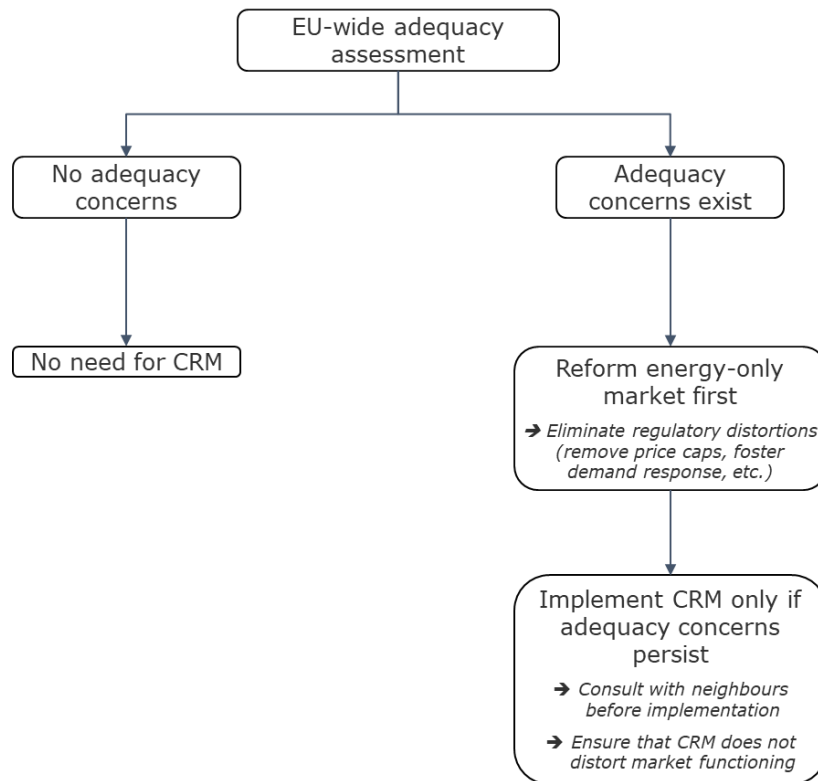 EU-wide adequacy
assessment
No adequacy
concerns
Adequacy
concerns exist
No need for CRM
Reform energy-only
market first
➔ Eliminate regulatory distortions
(remove price caps, foster
demand response, etc.)
Implement CRM only if
adequacy concerns
persist
➔ Consult with neighbours
before implementation
➔ Ensure that CRM does not
distort market functioning